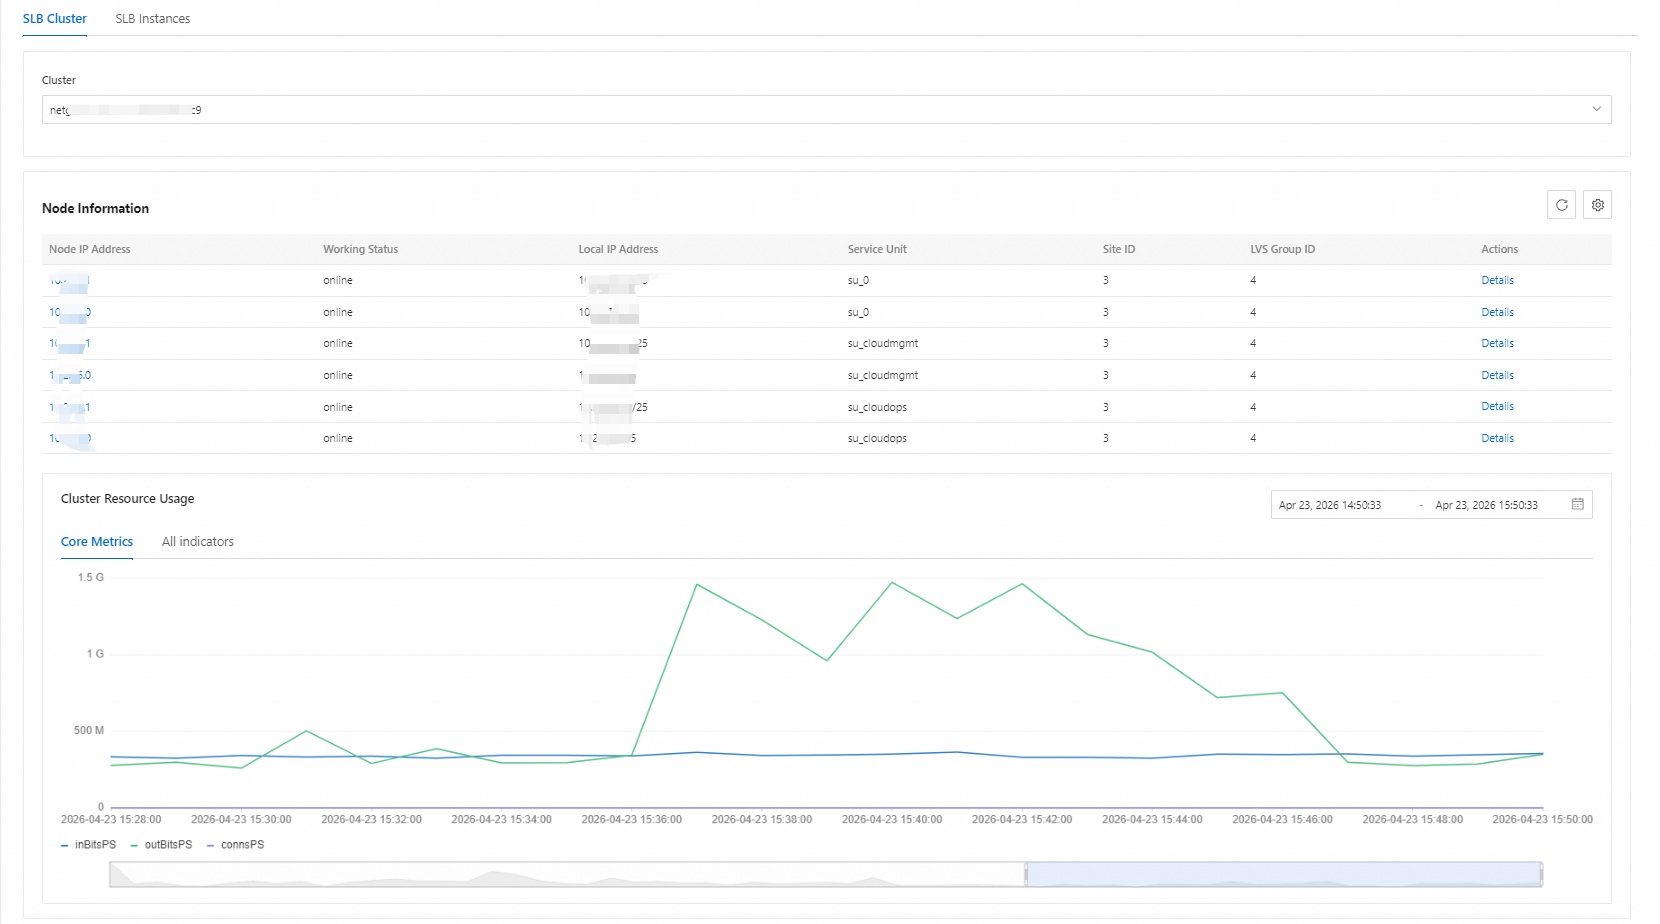 SLB Cluster SLB Instances
Cluster
Node Information
Node IP Address Working Status Local IP Address Service Unit Site ID LVS Group ID Actions
online su_0 3 4 Details
online su_0 3 4 Details
online su_cloudmgmt 3 4 Details
online su_cloudmgmt 3 4 Details
online su_cloudops 3 4 Details
online su_cloudops 3 4 Details
Cluster Resource Usage
Apr 23, 2026 14:50:33 - Apr 23, 2026 15:50:33
Core Metrics All indicators
1.5 G
1 G
500 M
0
2026-04-23 15:28:00 2026-04-23 15:30:00 2026-04-23 15:32:00 2026-04-23 15:34:00 2026-04-23 15:36:00 2026-04-23 15:38:00 2026-04-23 15:40:00 2026-04-23 15:42:00 2026-04-23 15:44:00 2026-04-23 15:46:00 2026-04-23 15:48:00 2026-04-23 15:50:00
inBitsPS outBitsPS connsPS